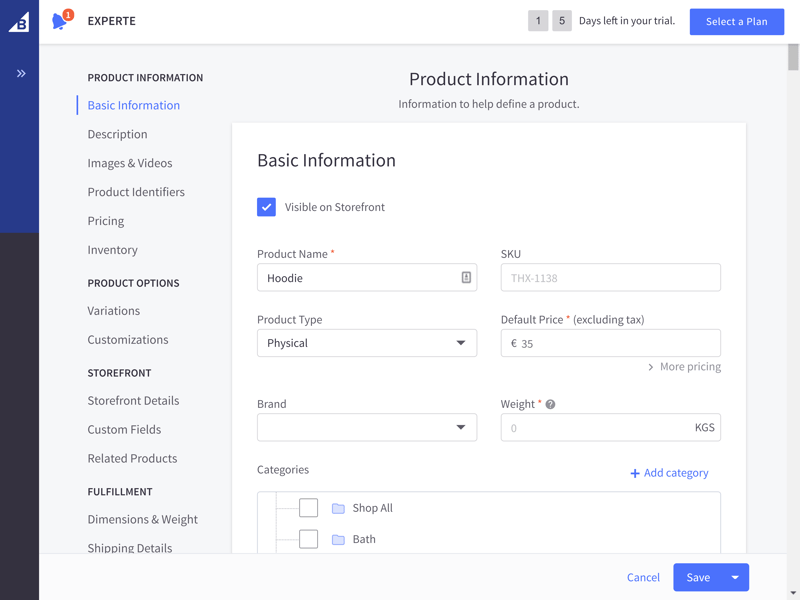 B
1
EXPERTE
1 5 Days left in your trial.
Select a Plan
PRODUCT INFORMATION
Basic Information
Description
Images & Videos
Product Identifiers
Pricing
Inventory
PRODUCT OPTIONS
Variations
Customizations
STOREFRONT
Storefront Details
Custom Fields
Related Products
FULFILLMENT
Dimensions & Weight
Shipping Details
Product Information
Information to help define a product.
Basic Information
Visible on Storefront
Product Name *
SKU
Hoodie
THX-1138
Product Type
Default Price * (excluding tax)
Physical
€ 35
More pricing
Brand
Weight * ?
0 KGS
Categories
+ Add category
Shop All
Bath
Cancel
Save